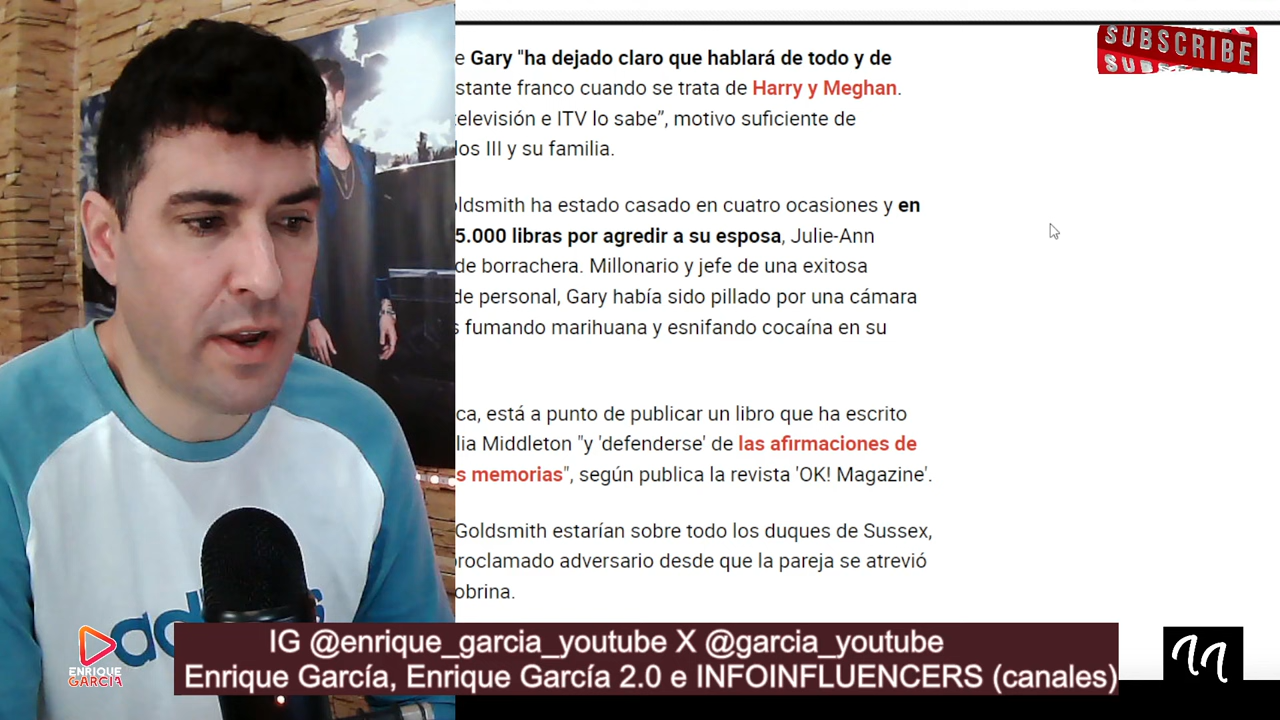 SUBSCRIBE
SUBS
e Gary "ha dejado claro que hablará de todo y de
stante franco cuando se trata de Harry y Meghan.
elevisión e ITV lo sabe”, motivo suficiente de
los III y su familia.
oldsmith ha estado casado en cuatro ocasiones y en
5.000 libras por agredir a su esposa, Julie-Ann
de borrachera. Millonario y jefe de una exitosa
de personal, Gary había sido pillado por una cámara
s fumando marihuana y esnifando cocaína en su
ca, está a punto de publicar un libro que ha escrito
lia Middleton "y 'defenderse' de las afirmaciones de
s memorias", según publica la revista 'OK! Magazine'.
Goldsmith estarían sobre todo los duques de Sussex,
proclamado adversario desde que la pareja se atrevió
obrina.
IG @enrique_garcia_youtube X @garcia_youtube
Enrique García, Enrique García 2.0 e INFOINFLUENCERS (canales)
ENRIQUE
GARCÍA